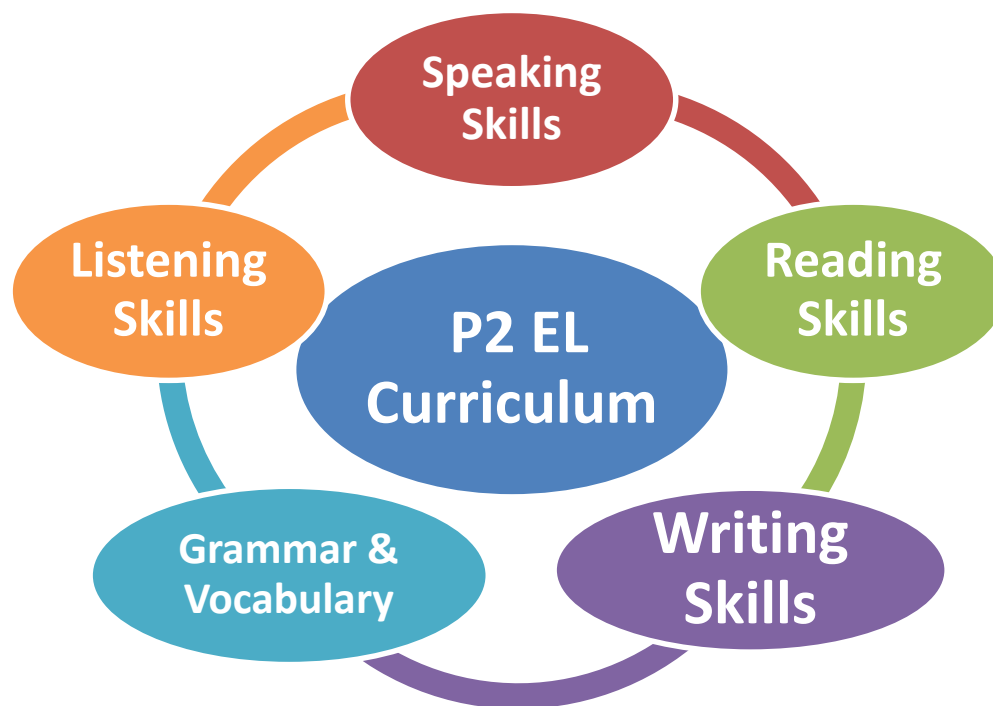 Speaking
Skills
Listening
Skills
Reading
Skills
P2 EL
Curriculum
Grammar &
Vocabulary
Writing
Skills